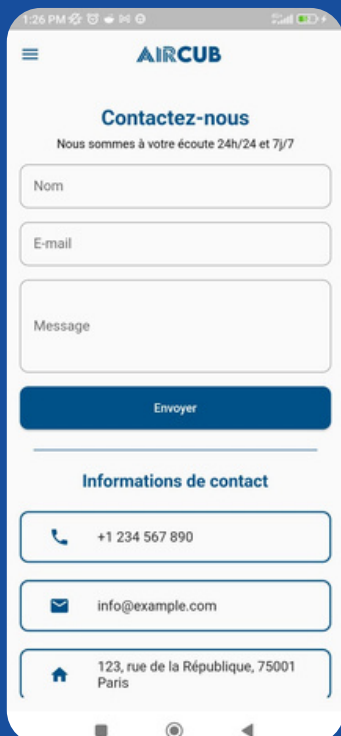 1:26 PM
AIRCUB
Contactez-nous
Nous sommes à votre écoute 24h/24 et 7j/7
Nom
E-mail
Message
Envoyer
Informations de contact
+1 234 567 890
info@example.com
123, rue de la République, 75001
Paris